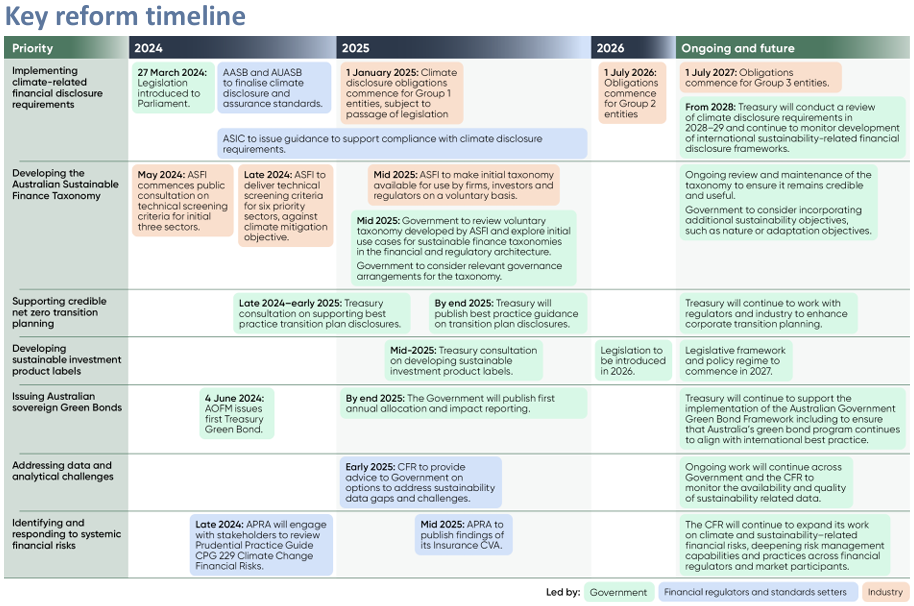 Key reform timeline
Priority
2024
2025
2026
Ongoing and future
Implementing
climate-related
financial disclosure
requirements
27 March 2024:
Legislation
introduced to
Parliament.
AASB and AUASB
to finalise climate
disclosure and
assurance standards.
1 January 2025: Climate
disclosure obligations
commence for Group 1
entities, subject to
passage of legislation
1 July 2026:
Obligations
commence
for Group 2
entities
1 July 2027: Obligations
commence for Group 3 entities.
ASIC to issue guidance to support compliance with climate disclosure
requirements.
From 2028: Treasury will conduct a review
of climate disclosure requirements in
2028–29 and continue to monitor development
of international sustainability-related financial
disclosure frameworks.
Developing the
Australian Sustainable
Finance Taxonomy
May 2024: ASFI
commences public
consultation on
technical screening
criteria for initial
three sectors.
Late 2024: ASFI to
deliver technical
screening criteria
for six priority
sectors, against
climate mitigation
objective.
Mid 2025: ASFI to make initial taxonomy
available for use by firms, investors and
regulators on a voluntary basis.
Mid 2025: Government to review voluntary
taxonomy developed by ASFI and explore initial
use cases for sustainable finance taxonomies
in the financial and regulatory architecture.
Government to consider relevant governance
arrangements for the taxonomy.
Ongoing review and maintenance of the
taxonomy to ensure it remains credible
and useful.
Government to consider incorporating
additional sustainability objectives,
such as nature or adaptation objectives.
Supporting credible
net zero transition
planning
Late 2024–early 2025: Treasury
consultation on supporting best
practice transition plan disclosures.
By end 2025: Treasury will
publish best practice guidance
on transition plan disclosures.
Treasury will continue to work with
regulators and industry to enhance
corporate transition planning.
Developing
sustainable investment
product labels
Mid-2025: Treasury consultation
on developing sustainable
investment product labels.
Legislation to
be introduced
in 2026.
Legislative framework
and policy regime to
commence in 2027.
Issuing Australian
sovereign Green Bonds
4 June 2024:
AOFM issues
first Treasury
Green Bond.
By end 2025: The Government will publish first
annual allocation and impact reporting.
Treasury will continue to support the
implementation of the Australian Government
Green Bond Framework including to ensure
that Australia's green bond program continues
to align with international best practice.
Addressing data and
analytical challenges
Early 2025: CFR to provide
advice to Government on
options to address sustainability
data gaps and challenges.
Ongoing work will continue across
Government and the CFR to
monitor the availability and quality
of sustainability related data.
Identifying and
responding to systemic
financial risks
Late 2024: APRA will engage
with stakeholders to review
Prudential Practice Guide
CPG 229 Climate Change
Financial Risks.
Mid 2025: APRA to
publish findings of
its Insurance CVA.
The CFR will continue to expand its work
on climate and sustainability–related
financial risks, deepening risk management
capabilities and practices across financial
regulators and market participants.
Led by: Government Financial regulators and standards setters Industry